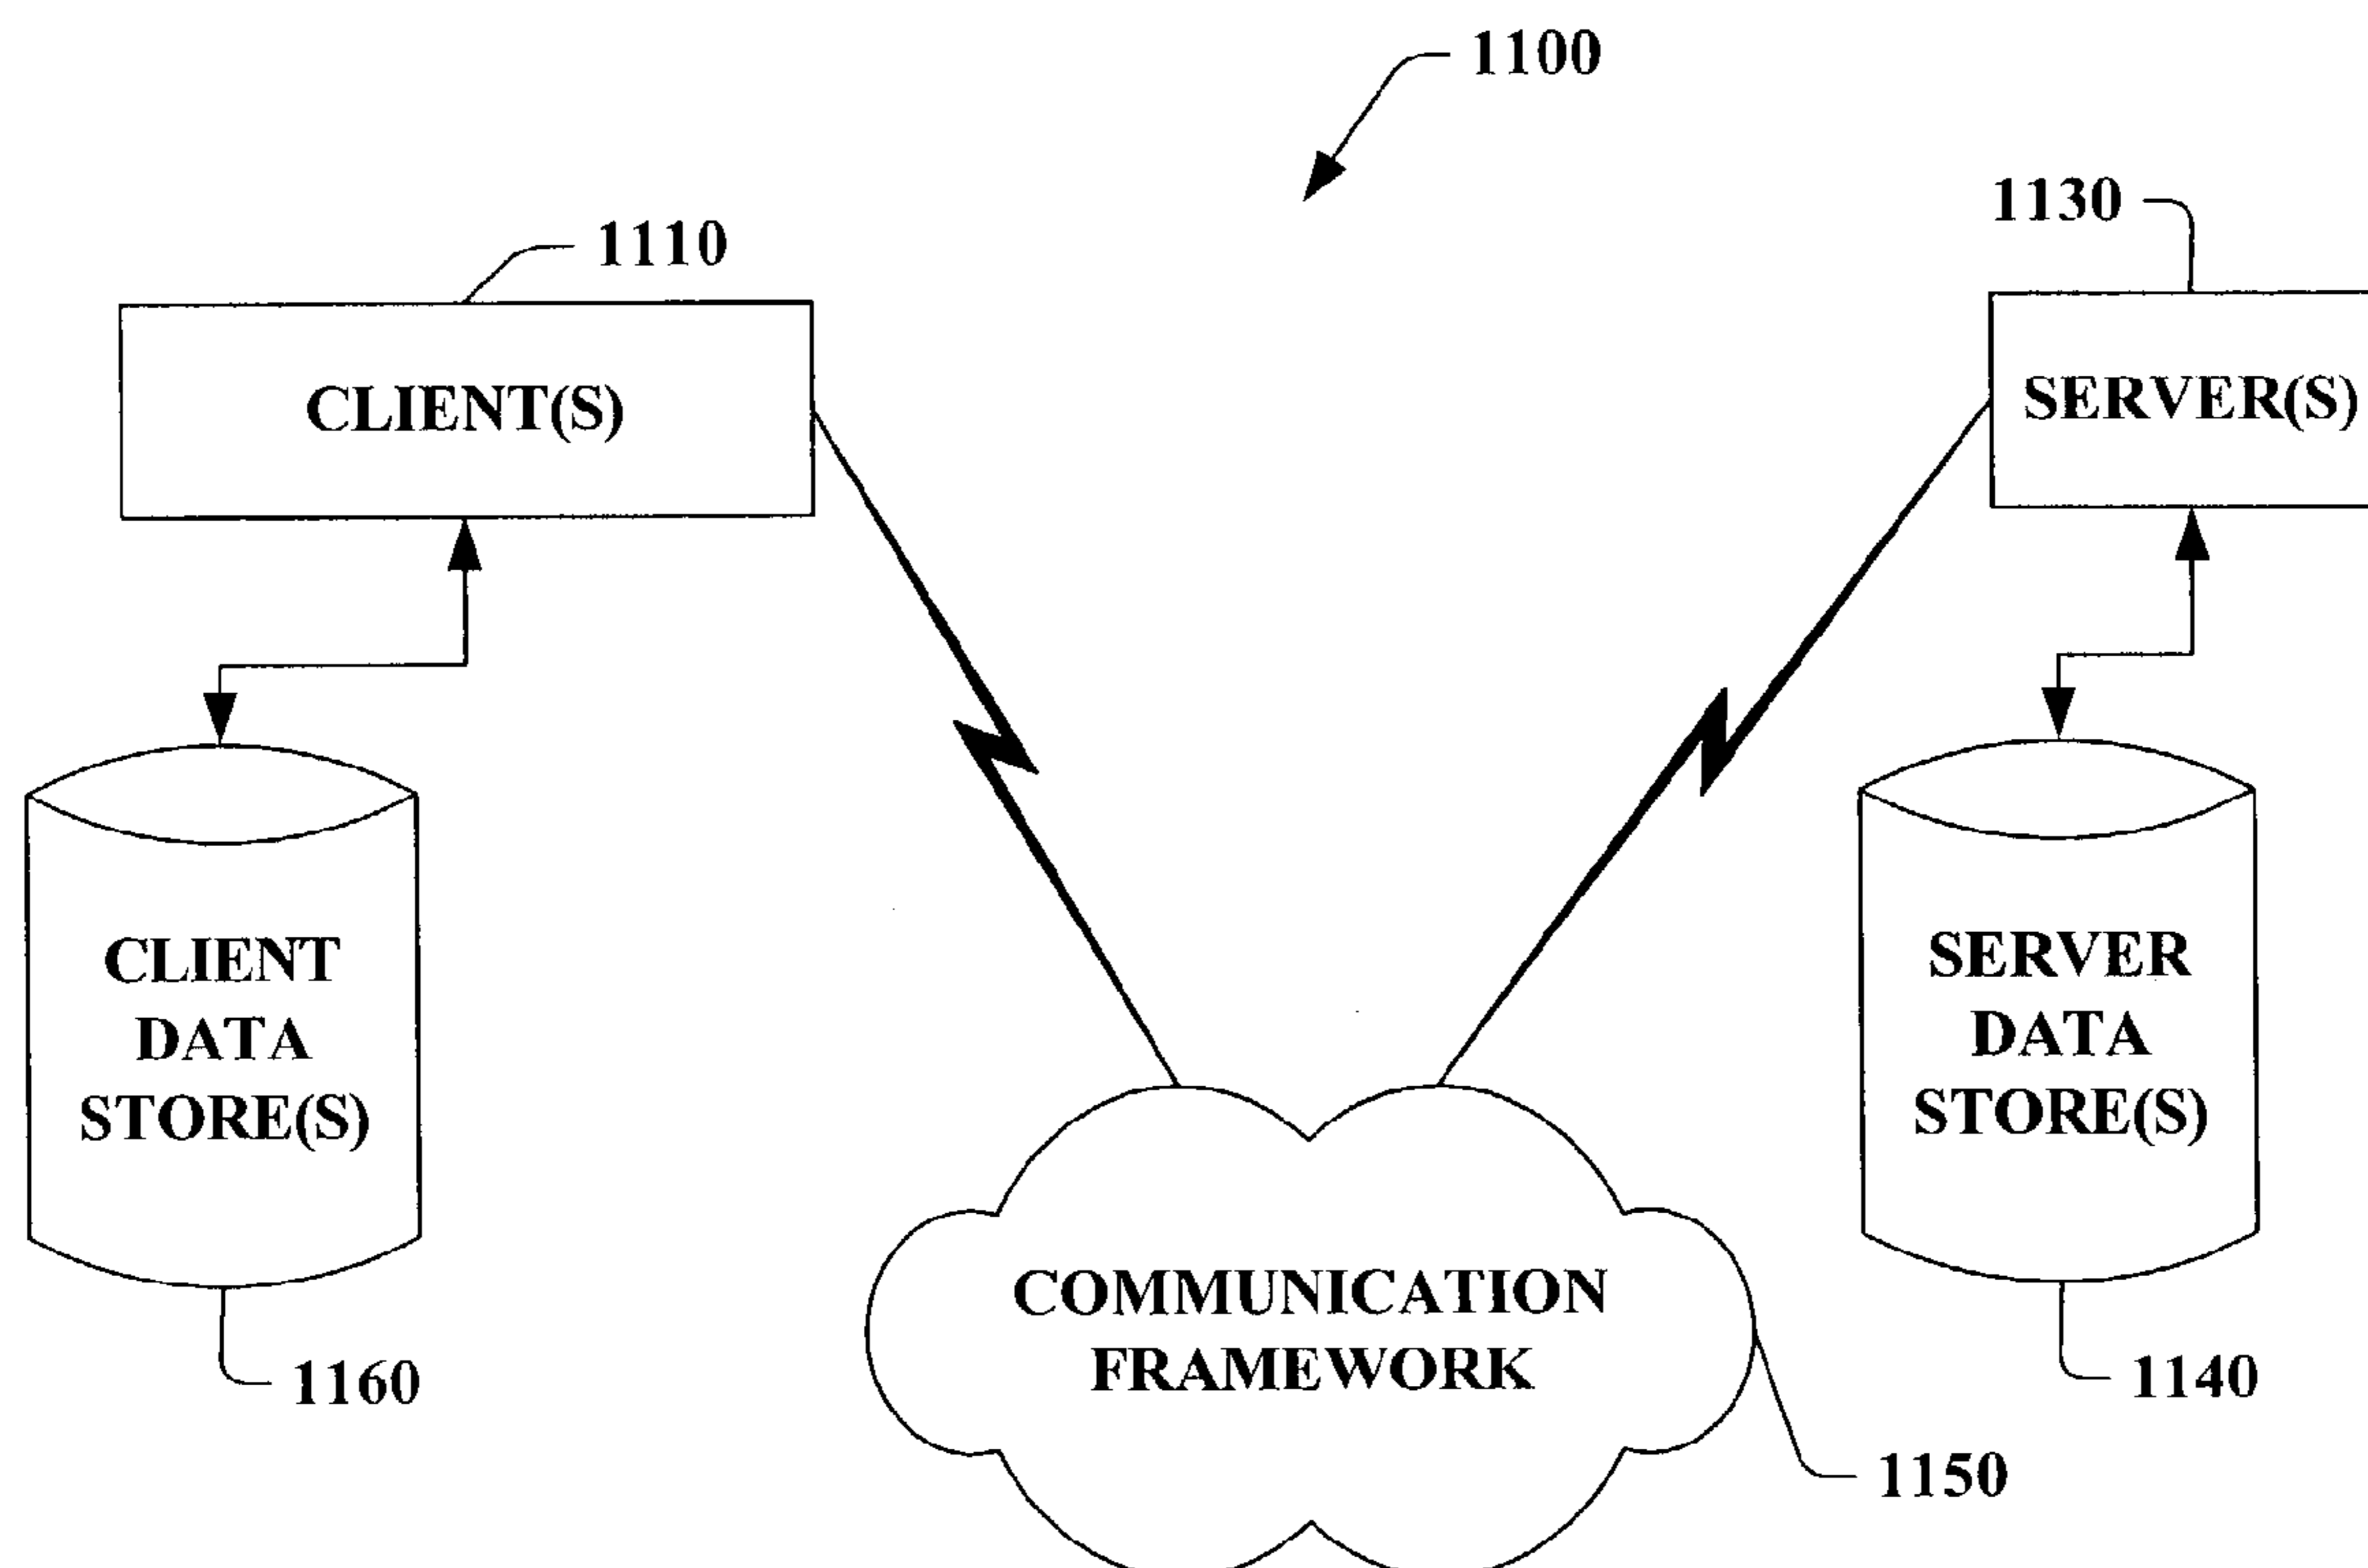 1100
1130
1110
CLIENT(S)
SERVER(S)
CLIENT
DATA
STORE(S)
SERVER
DATA
STORE(S)
COMMUNICATION
FRAMEWORK
1160
1140
1150